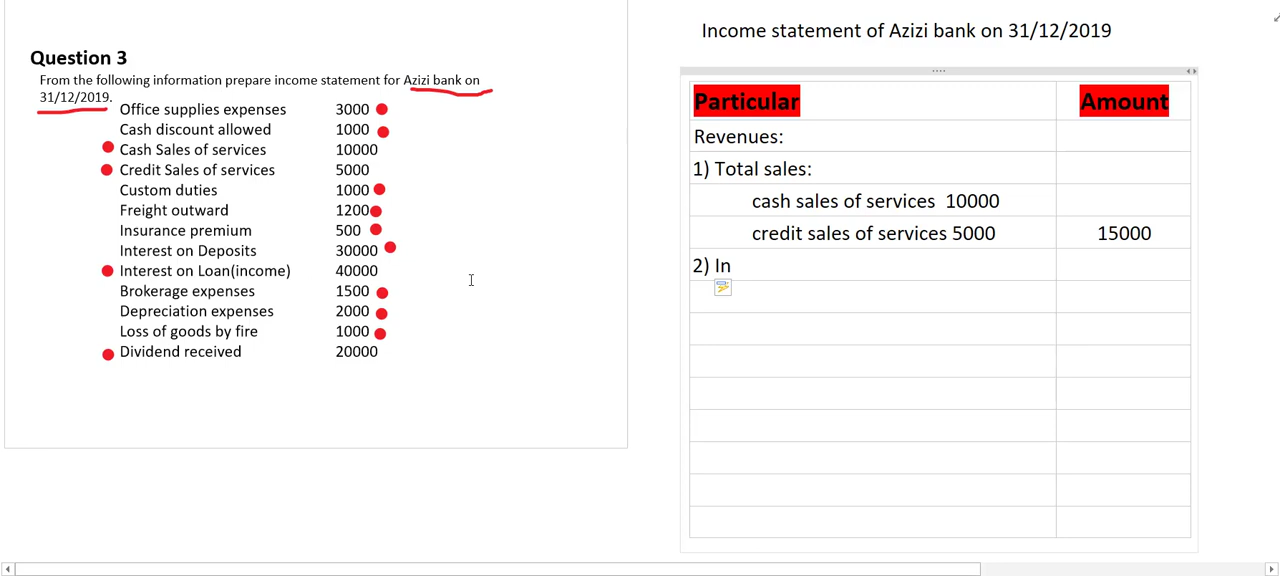 Question 3
From the following information prepare income statement for Azizi bank on
31/12/2019.
Office supplies expenses 3000
Cash discount allowed 1000
Cash Sales of services 10000
Credit Sales of services 5000
Custom duties 1000
Freight outward 1200
Insurance premium 500
Interest on Deposits 30000
Interest on Loan(income) 40000
Brokerage expenses 1500
Depreciation expenses 2000
Loss of goods by fire 1000
Dividend received 20000
Income statement of Azizi bank on 31/12/2019
Particular Amount
Revenues:
1) Total sales:
cash sales of services 10000
credit sales of services 5000 15000
2) In